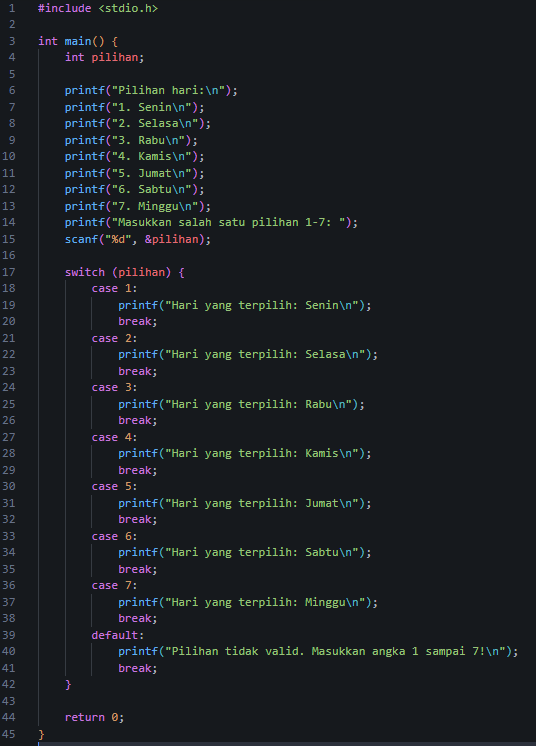 1 #include <stdio.h>
2
3 int main() {
4     int pilihan;
5
6     printf("Pilihan hari:\n");
7     printf("1. Senin\n");
8     printf("2. Selasa\n");
9     printf("3. Rabu\n");
10     printf("4. Kamis\n");
11     printf("5. Jumat\n");
12     printf("6. Sabtu\n");
13     printf("7. Minggu\n");
14     printf("Masukkan salah satu pilihan 1-7: ");
15     scanf("%d", &pilihan);
16
17     switch (pilihan) {
18         case 1:
19             printf("Hari yang terpilih: Senin\n");
20             break;
21         case 2:
22             printf("Hari yang terpilih: Selasa\n");
23             break;
24         case 3:
25             printf("Hari yang terpilih: Rabu\n");
26             break;
27         case 4:
28             printf("Hari yang terpilih: Kamis\n");
29             break;
30         case 5:
31             printf("Hari yang terpilih: Jumat\n");
32             break;
33         case 6:
34             printf("Hari yang terpilih: Sabtu\n");
35             break;
36         case 7:
37             printf("Hari yang terpilih: Minggu\n");
38             break;
39         default:
40             printf("Pilihan tidak valid. Masukkan angka 1 sampai 7!\n");
41             break;
42     }
43
44     return 0;
45 }